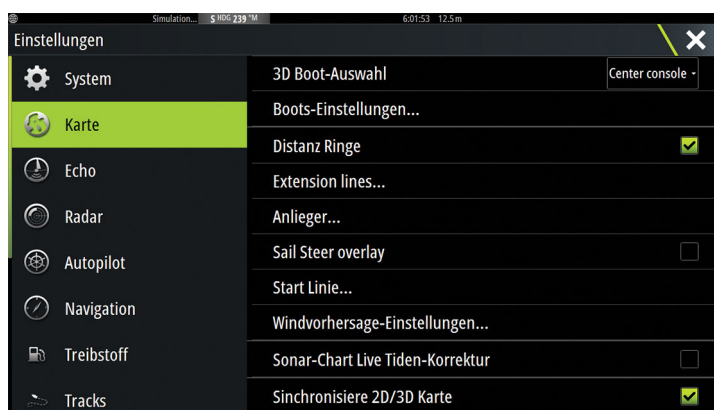 Simulation... S HDG 239 °M 6:01:53 12.5 m
Einstellungen
System
Karte
Echo
Radar
Autopilot
Navigation
Treibstoff
Tracks
3D Boot-Auswahl Center console
Boots-Einstellungen...
Distanz Ringe
Extension lines...
Anlieger...
Sail Steer overlay
Start Linie...
Windvorhersage-Einstellungen...
Sonar-Chart Live Tiden-Korrektur
Sinchronisiere 2D/3D Karte